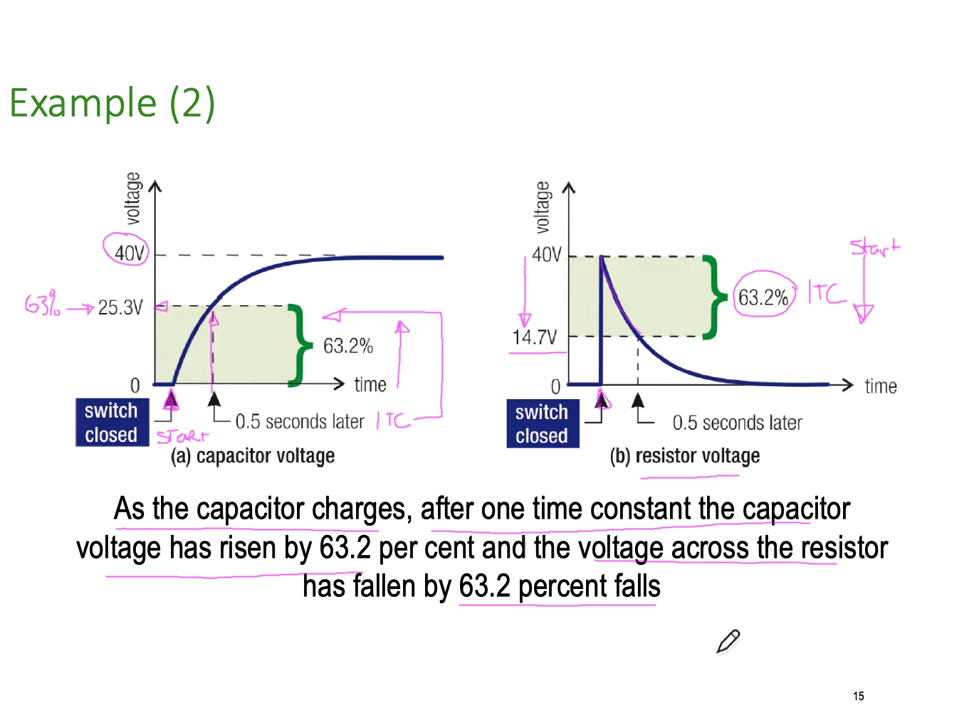 Example (2)
voltage
40V
63% → 25.3V
0
63.2%
time
switch
closed
START
0.5 seconds later
1TC
(a) capacitor voltage
voltage
40V
14.7V
0
63.2%
1TC
Start
time
switch
closed
0.5 seconds later
(b) resistor voltage
As the capacitor charges, after one time constant the capacitor
voltage has risen by 63.2 per cent and the voltage across the resistor
has fallen by 63.2 percent falls
15